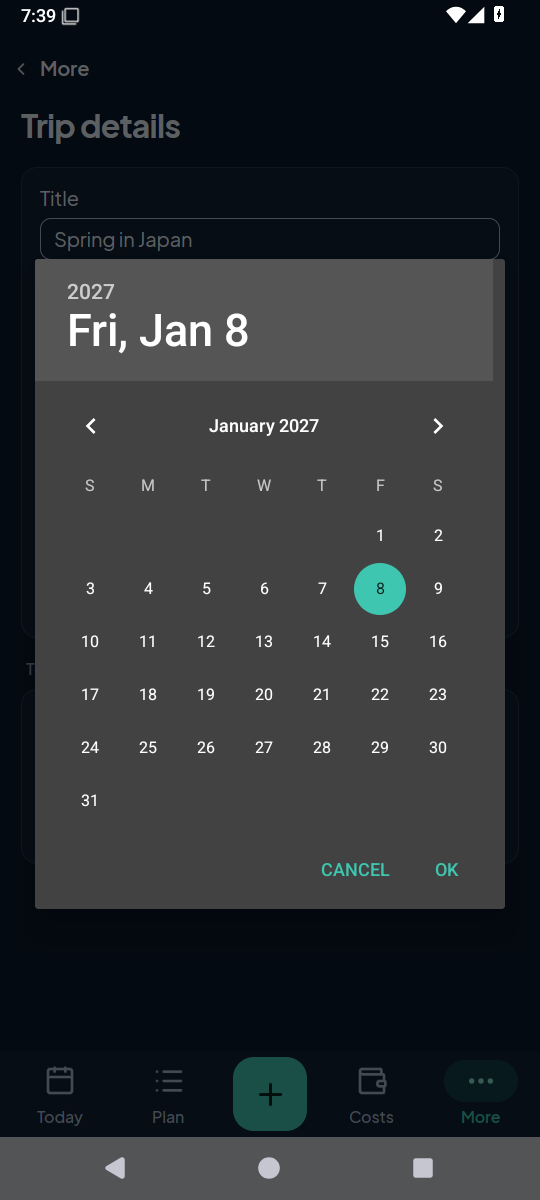 7:39
More
Trip details
Title
Spring in Japan
2027
Fri, Jan 8
January 2027
S M T W T F S
1 2
3 4 5 6 7 8 9
10 11 12 13 14 15 16
17 18 19 20 21 22 23
24 25 26 27 28 29 30
31
CANCEL OK
Today Plan Costs More